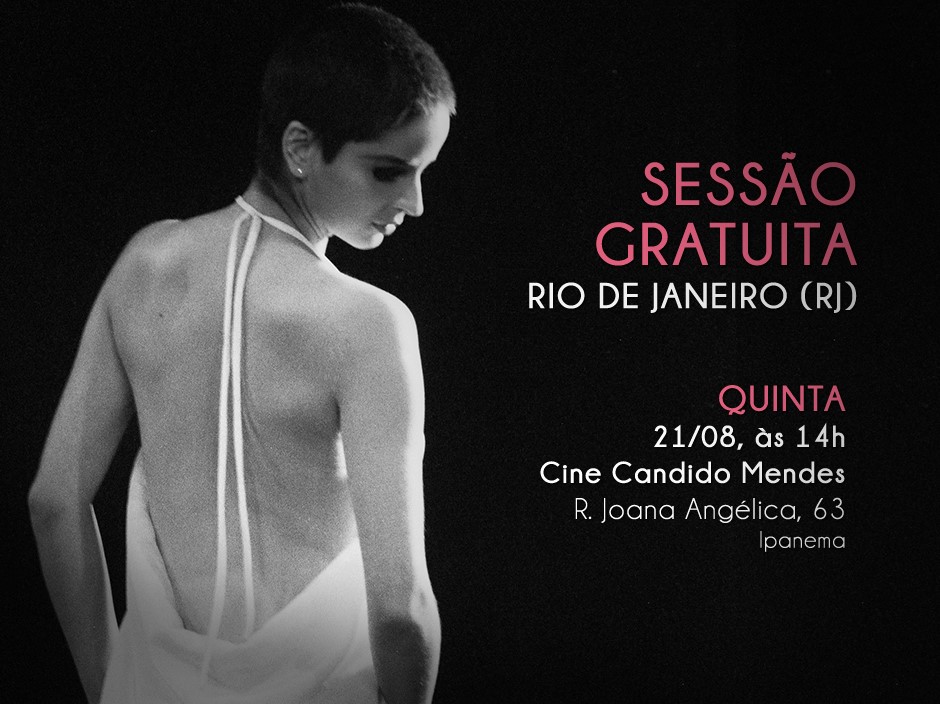 SESSÃO
GRATUITA
RIO DE JANEIRO (RJ)
QUINTA
21/08, às 14h
Cine Candido Mendes
R. Joana Angélica, 63
Ipanema